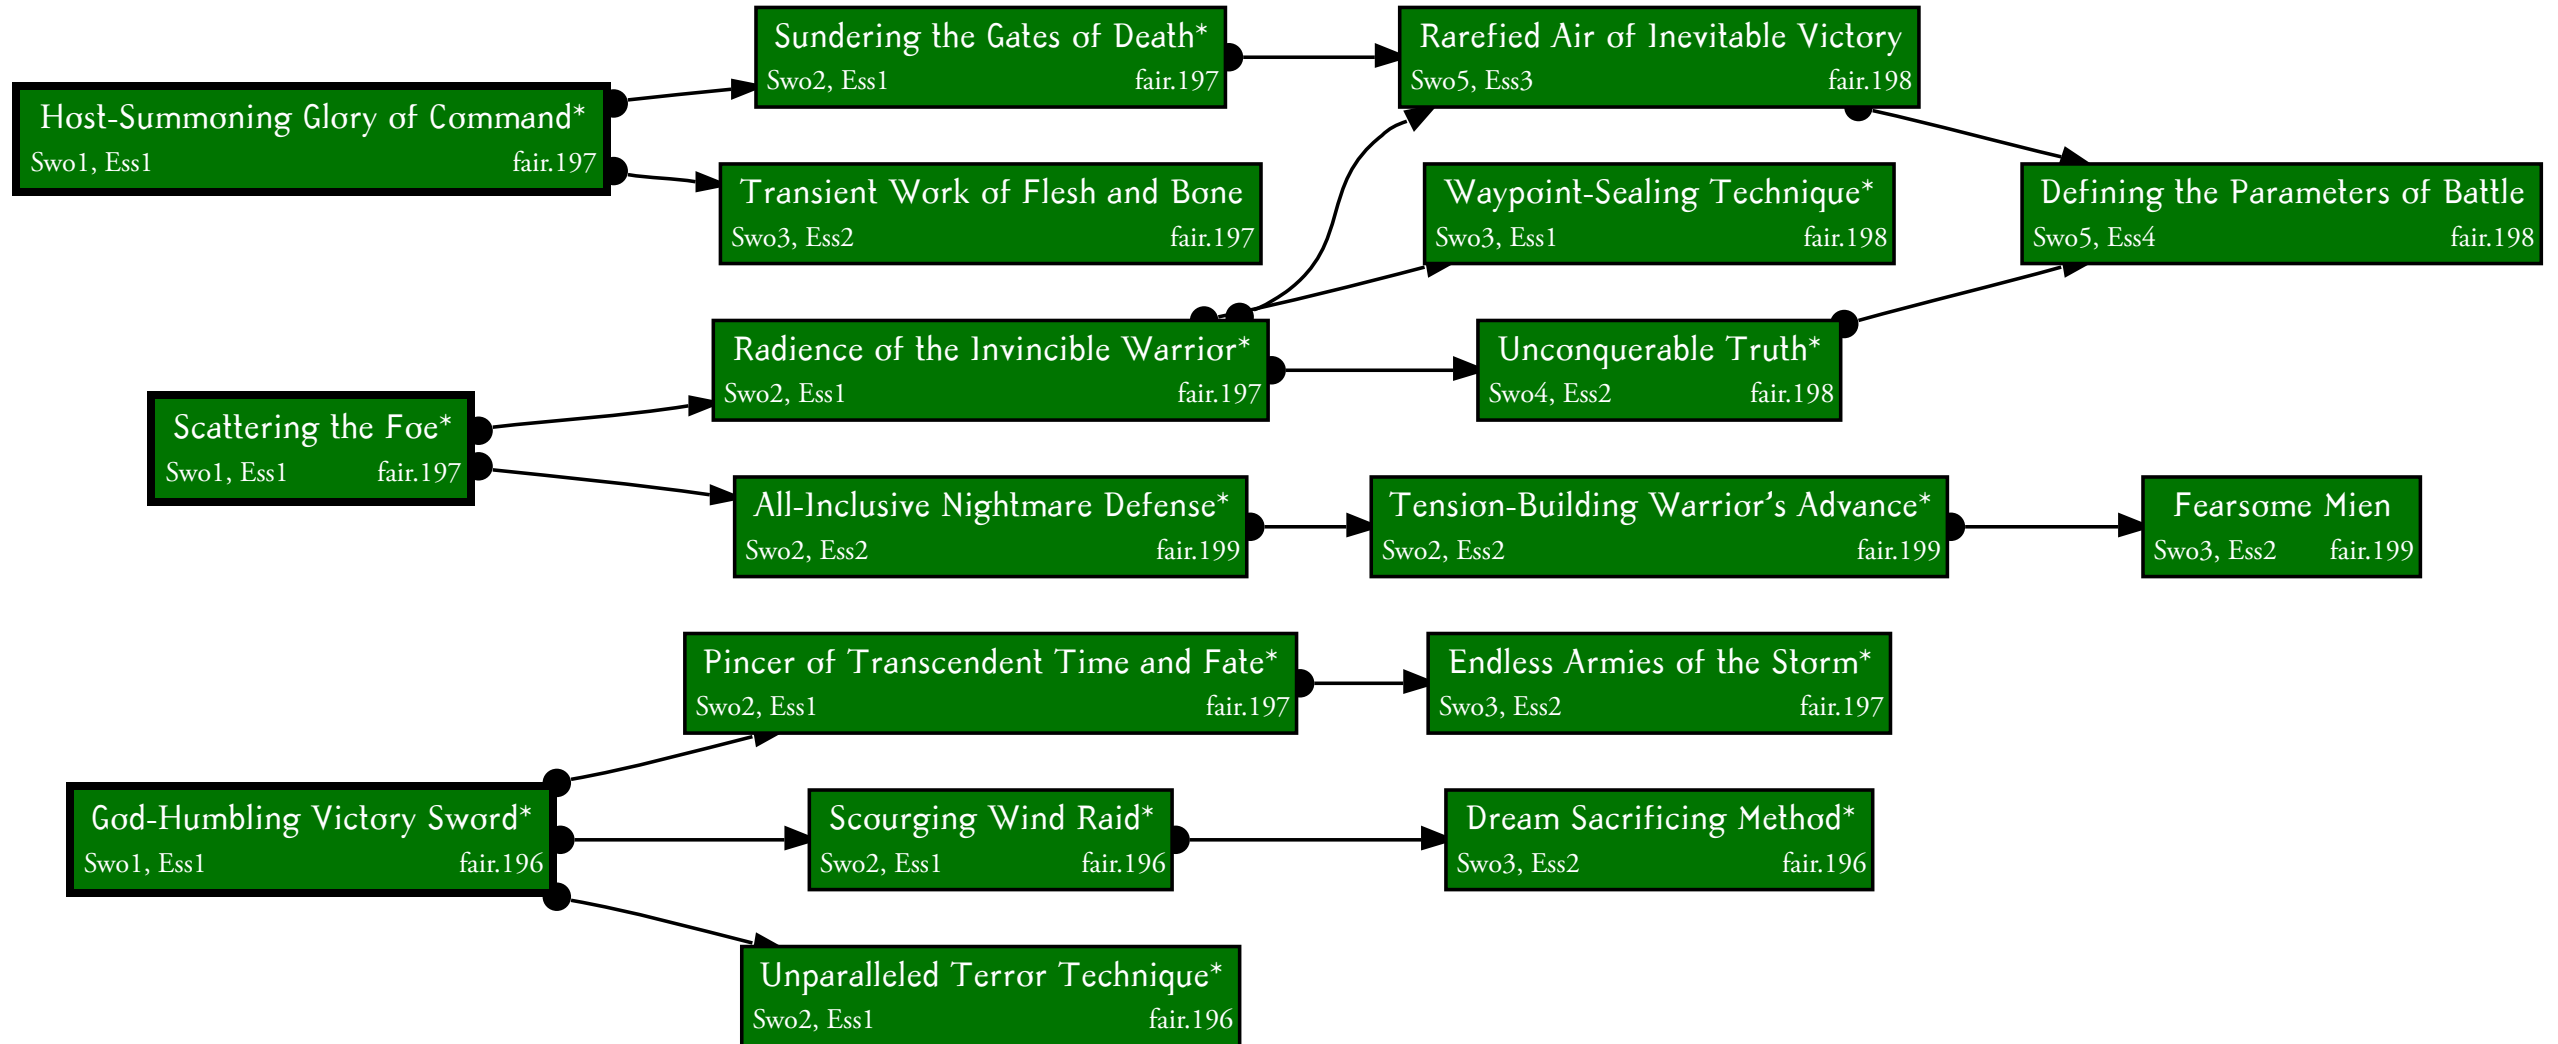 Sundering the Gates of Death*
Swo2, Ess1 fair.197
Rarefied Air of Inevitable Victory
Swo5, Ess3 fair.198
Host-Summoning Glory of Command*
Swo1, Ess1 fair.197
Transient Work of Flesh and Bone
Swo3, Ess2 fair.197
Waypoint-Sealing Technique*
Swo3, Ess1 fair.198
Defining the Parameters of Battle
Swo5, Ess4 fair.198
Radience of the Invincible Warrior*
Swo2, Ess1 fair.197
Unconquerable Truth*
Swo4, Ess2 fair.198
Scattering the Foe*
Swo1, Ess1 fair.197
All-Inclusive Nightmare Defense*
Swo2, Ess2 fair.199
Tension-Building Warrior's Advance*
Swo2, Ess2 fair.199
Fearsome Mien
Swo3, Ess2 fair.199
Pincer of Transcendent Time and Fate*
Swo2, Ess1 fair.197
Endless Armies of the Storm*
Swo3, Ess2 fair.197
God-Humbling Victory Sword*
Swo1, Ess1 fair.196
Scourging Wind Raid*
Swo2, Ess1 fair.196
Dream Sacrificing Method*
Swo3, Ess2 fair.196
Unparalleled Terror Technique*
Swo2, Ess1 fair.196